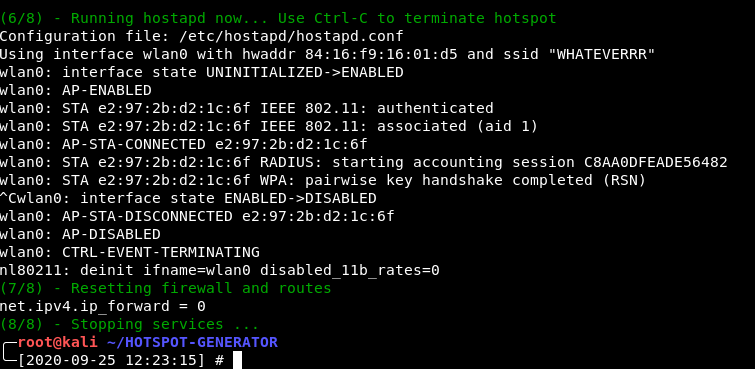 (6/8) - Running hostapd now... Use Ctrl-C to terminate hotspot
Configuration file: /etc/hostapd/hostapd.conf
Using interface wlan0 with hwaddr 84:16:f9:16:01:d5 and ssid "WHATEVERRR"
wlan0: interface state UNINITIALIZED->ENABLED
wlan0: AP-ENABLED
wlan0: STA e2:97:2b:d2:1c:6f IEEE 802.11: authenticated
wlan0: STA e2:97:2b:d2:1c:6f IEEE 802.11: associated (aid 1)
wlan0: AP-STA-CONNECTED e2:97:2b:d2:1c:6f
wlan0: STA e2:97:2b:d2:1c:6f RADIUS: starting accounting session C8AA0DFEADE56482
wlan0: STA e2:97:2b:d2:1c:6f WPA: pairwise key handshake completed (RSN)
^Cwlan0: interface state ENABLED->DISABLED
wlan0: AP-STA-DISCONNECTED e2:97:2b:d2:1c:6f
wlan0: AP-DISABLED
wlan0: CTRL-EVENT-TERMINATING
nl80211: deinit ifname=wlan0 disabled_11b_rates=0
(7/8) - Resetting firewall and routes
net.ipv4.ip_forward = 0
(8/8) - Stopping services ...
root@kali ~/HOTSPOT-GENERATOR
[2020-09-25 12:23:15] #